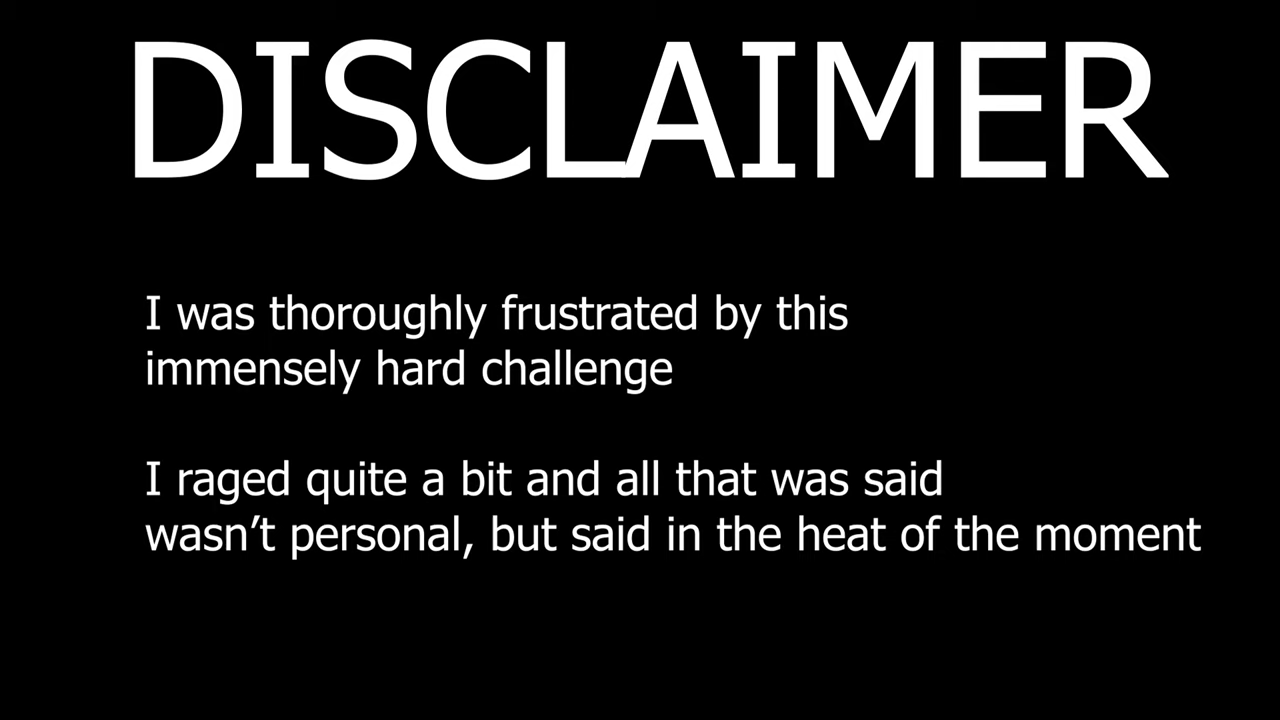 DISCLAIMER
I was thoroughly frustrated by this
immensely hard challenge
I raged quite a bit and all that was said
wasn’t personal, but said in the heat of the moment